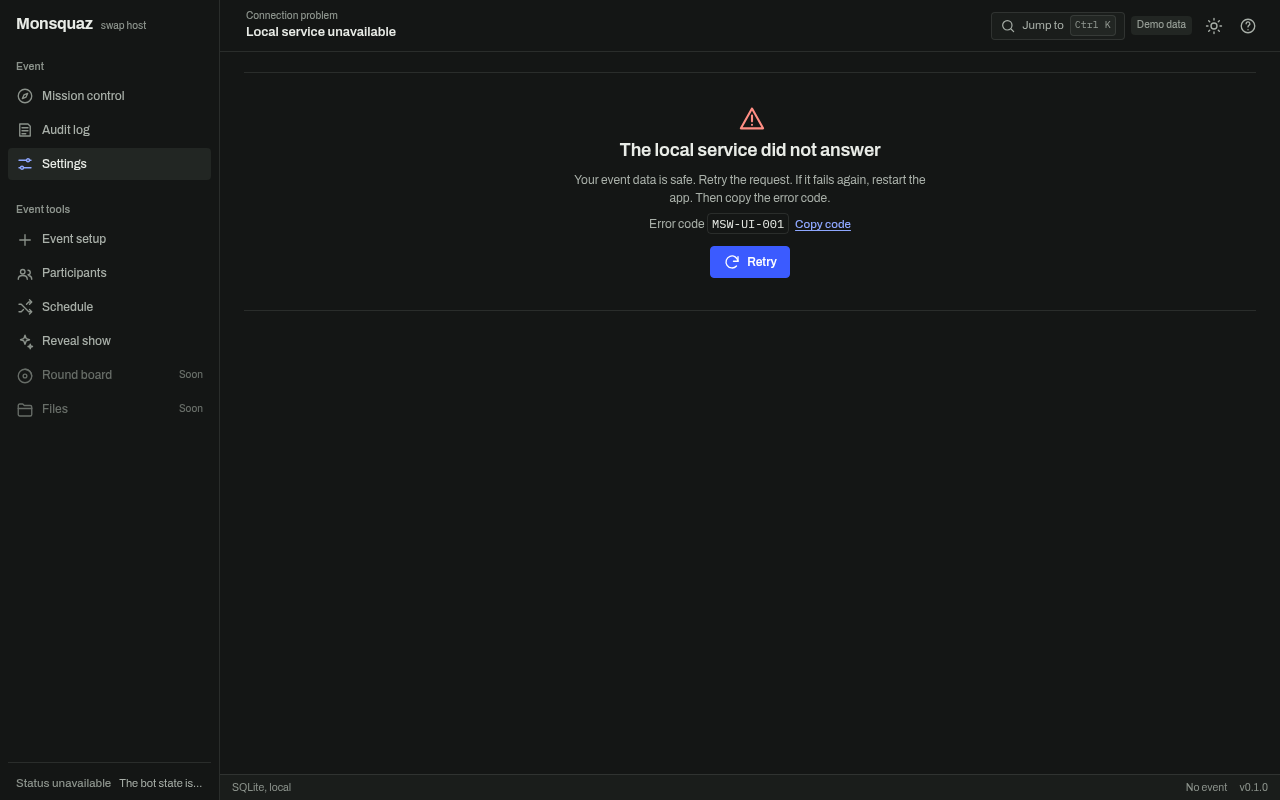 Monsquaz swap host
Event
Mission control
Audit log
Settings
Event tools
Event setup
Participants
Schedule
Reveal show
Round board Soon
Files Soon
Status unavailable The bot state is...
Connection problem
Local service unavailable
Jump to Ctrl K
Demo data
The local service did not answer
Your event data is safe. Retry the request. If it fails again, restart the
app. Then copy the error code.
Error code MSW-UI-001 Copy code
Retry
SQLite, local
No event v0.1.0